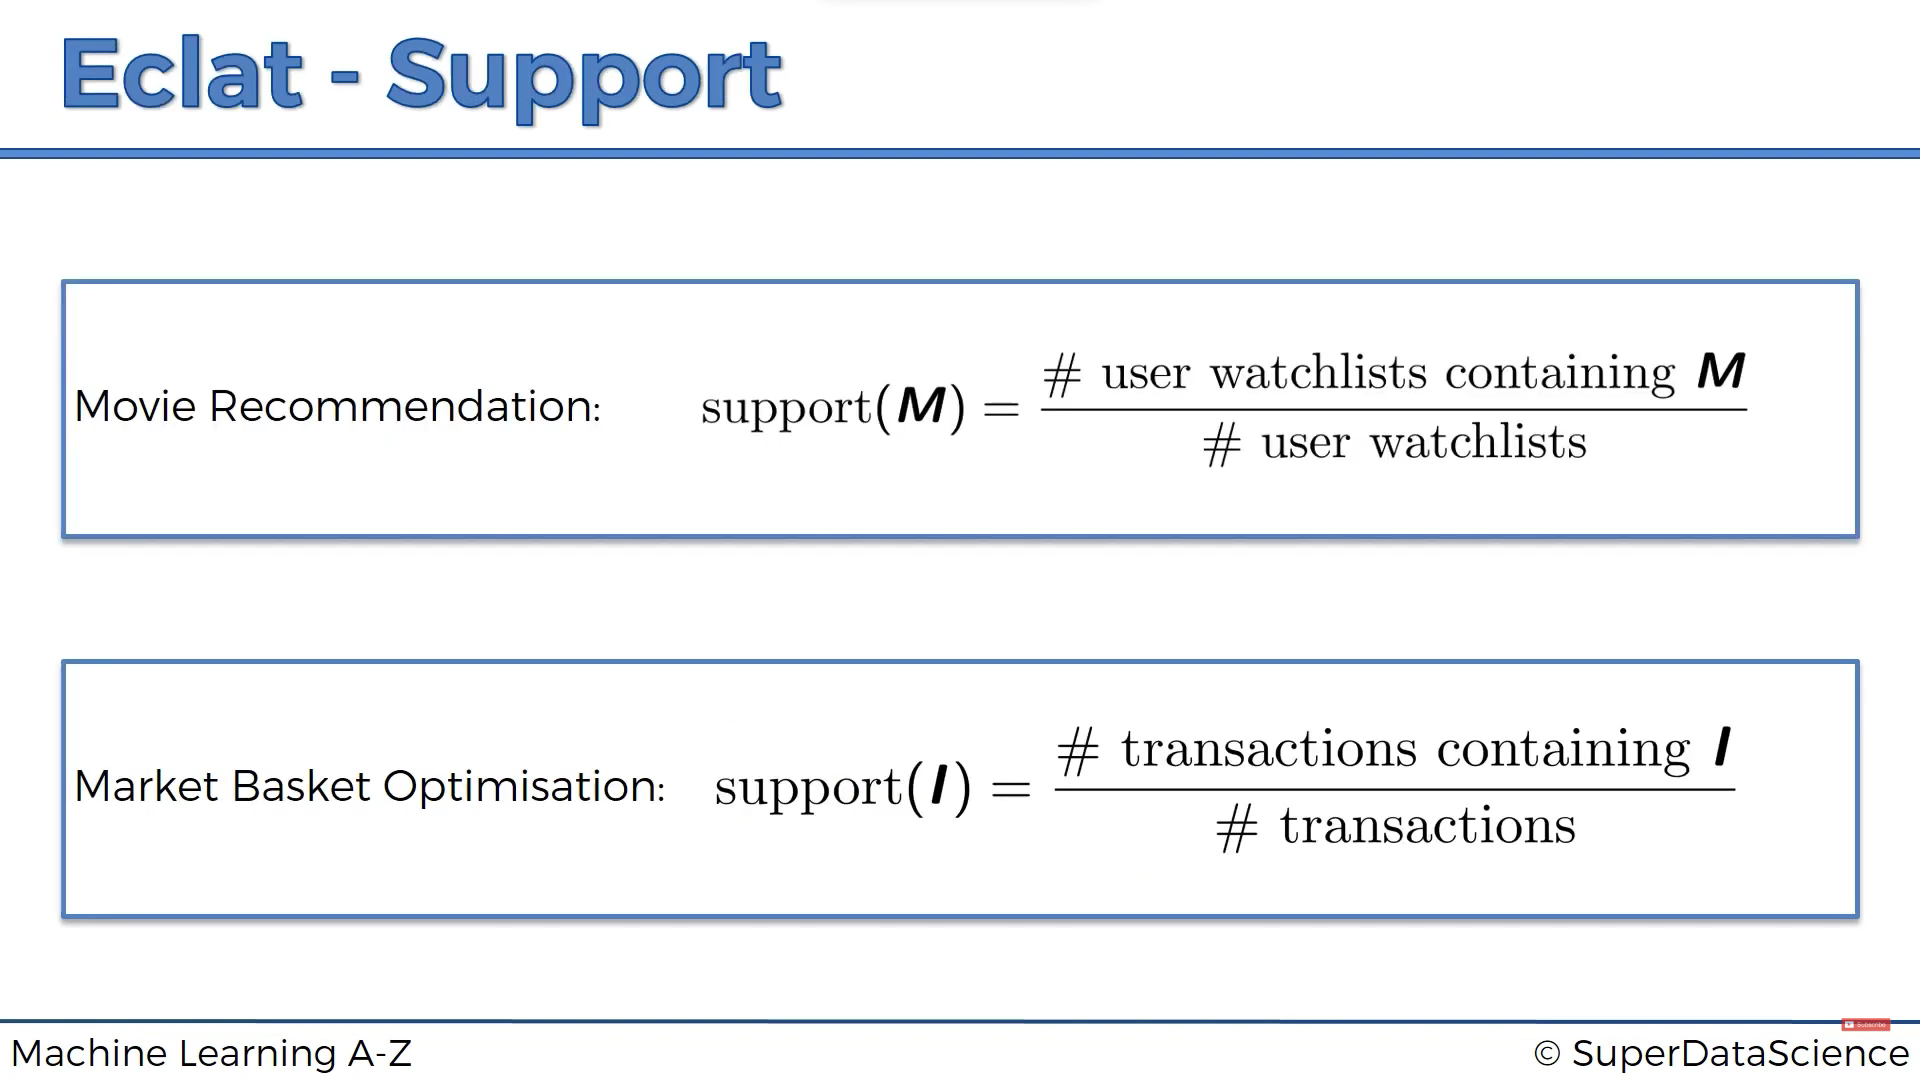 Eclat - Support
Movie Recommendation: support(M) = # user watchlists containing M / # user watchlists
Market Basket Optimisation: support(I) = # transactions containing I / # transactions
Subscribe
Machine Learning A-Z
© SuperDataScience